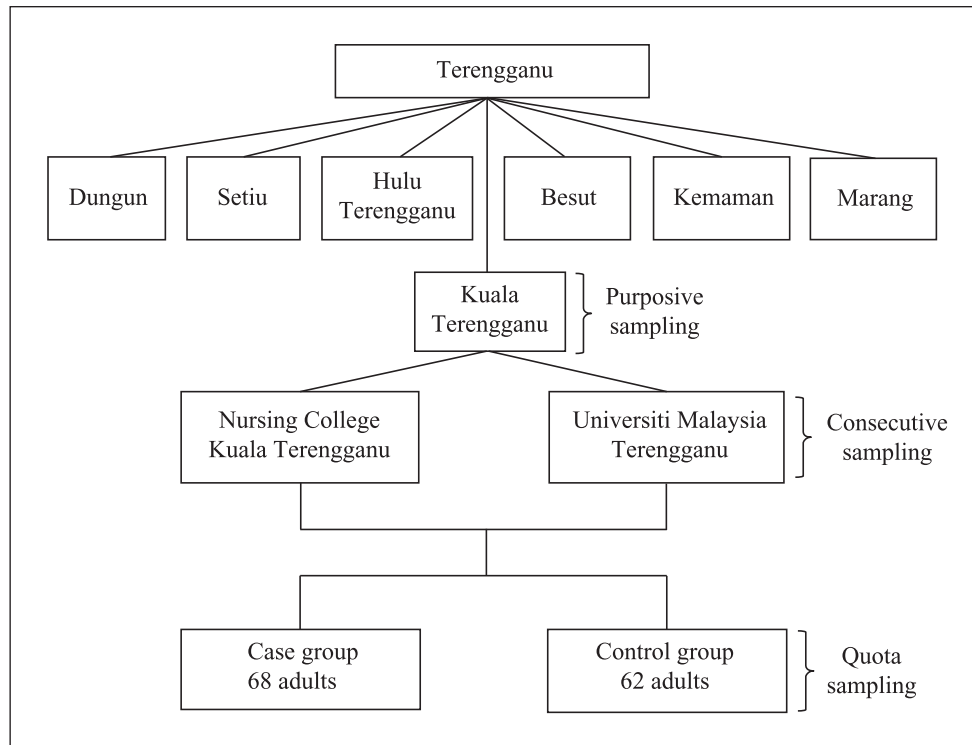 Terengganu
Dungun
Setiu
Hulu
Terengganu
Besut
Kemaman
Marang
Kuala
Terengganu
Purposive
sampling
Nursing College
Kuala Terengganu
Universiti Malaysia
Terengganu
Consecutive
sampling
Case group
68 adults
Control group
62 adults
Quota
sampling